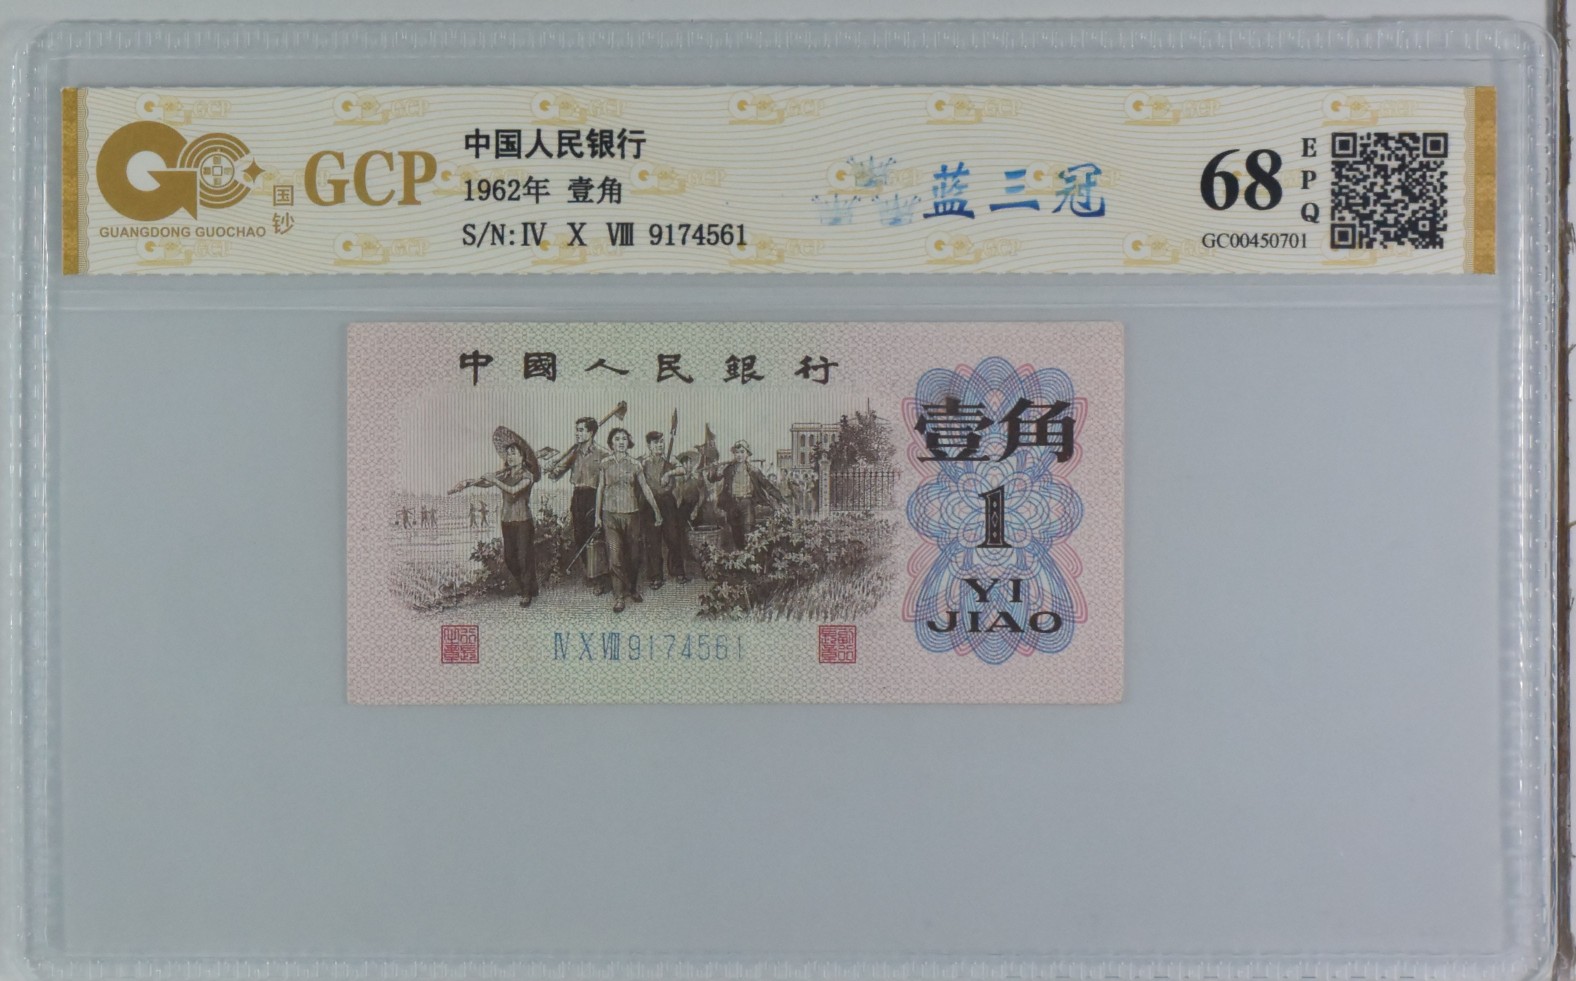 GUANGDONG GUOCHAO
国钞
GCP
中国人民银行
1962年 壹角
S/N: Ⅳ Ⅹ Ⅷ 9174561
蓝三冠
68
EPQ
GC00450701
中國人民銀行
壹角
1
YI
JIAO
ⅣⅩⅧ9174561